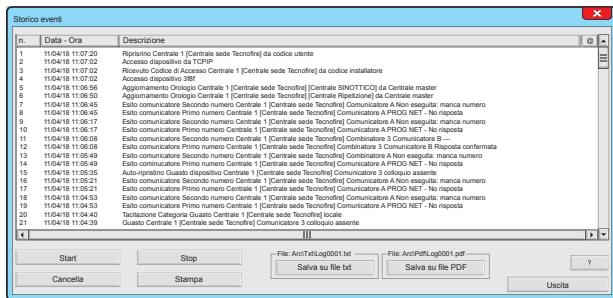 Storico eventi
n. Data - Ora Descrizione @
1 11/04/18 11:07:20 Riprisrino Centrale 1 [Centrale sede Tecnofire] da codice utente
2 11/04/18 11:07:02 Accesso dispositivo da TCPIP
3 11/04/18 11:07:02 Ricevuto Codice di Accesso Centrale 1 [Centrale sede Tecnofire] da codice installatore
4 11/04/18 11:07:02 Accesso dispositivo 3f8f
5 11/04/18 11:06:56 Aggiornamento Orologio Centrale 1 [Centrale sede Tecnofire] [Centrale SINOTTICO] da Centrale master
6 11/04/18 11:06:50 Aggiornamento Orologio Centrale 1 [Centrale sede Tecnofire] [Centrale Ripetizione] da Centrale master
7 11/04/18 11:06:45 Esito comunicatore Secondo numero Centrale 1 [Centrale sede Tecnofire] Comunicatore A Non eseguita: manca numero
8 11/04/18 11:06:45 Esito comunicatore Primo numero Centrale 1 [Centrale sede Tecnofire] Comunicatore A PROG NET - No risposta
9 11/04/18 11:06:17 Esito comunicatore Secondo numero Centrale 1 [Centrale sede Tecnofire] Comunicatore A Non eseguita: manca numero
10 11/04/18 11:06:17 Esito comunicatore Primo numero Centrale 1 [Centrale sede Tecnofire] Comunicatore A PROG NET - No risposta
11 11/04/18 11:06:08 Esito comunicatore Secondo numero Centrale 1 [Centrale sede Tecnofire] Combinatore 3 Comunicatore B ---
12 11/04/18 11:06:08 Esito comunicatore Primo numero Centrale 1 [Centrale sede Tecnofire] Combinatore 3 Comunicatore B Risposta confermata
13 11/04/18 11:05:49 Esito comunicatore Secondo numero Centrale 1 [Centrale sede Tecnofire] Combinatore A Non eseguita: manca numero
14 11/04/18 11:05:49 Esito comunicatore Primo numero Centrale 1 [Centrale sede Tecnofire] Comunicatore A PROG NET - No risposta
15 11/04/18 11:05:35 Auto-ripristino Guasto dispositivo Centrale 1 [Centrale sede Tecnofire] Comunicatore 3 colloquio assente
16 11/04/18 11:05:21 Esito comunicatore Secondo numero Centrale 1 [Centrale sede Tecnofire] Comunicatore A Non eseguita: manca numero
17 11/04/18 11:05:21 Esito comunicatore Primo numero Centrale 1 [Centrale sede Tecnofire] Comunicatore A PROG NET - No risposta
18 11/04/18 11:04:53 Esito comunicatore Secondo numero Centrale 1 [Centrale sede Tecnofire] Comunicatore A Non eseguita: manca numero
19 11/04/18 11:04:53 Esito comunicatore Primo numero Centrale 1 [Centrale sede Tecnofire] Comunicatore A PROG NET - No risposta
20 11/04/18 11:04:40 Tacitazione Categoria Guasto Centrale 1 [Centrale sede Tecnofire] locale
21 11/04/18 11:04:39 Guasto Centrale 1 [Centrale sede Tecnofire] Comunicatore 3 colloquio assente
File: Arc\Txt\Log0001.txt File: Arc\Pdf\Log0001.pdf
Start Stop Salva su file txt Salva su file PDF ?
Cancella Stampa Uscita